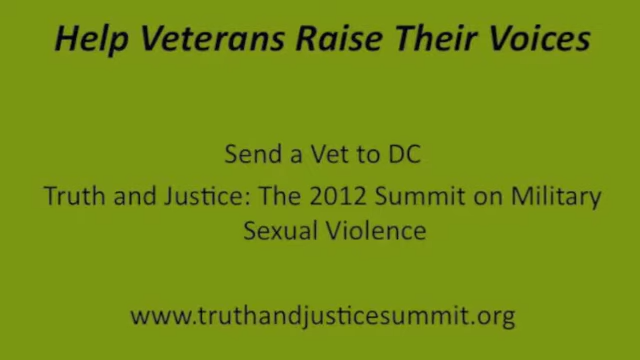 Help Veterans Raise Their Voices
Send a Vet to DC
Truth and Justice: The 2012 Summit on Military
Sexual Violence
www.truthandjusticesummit.org